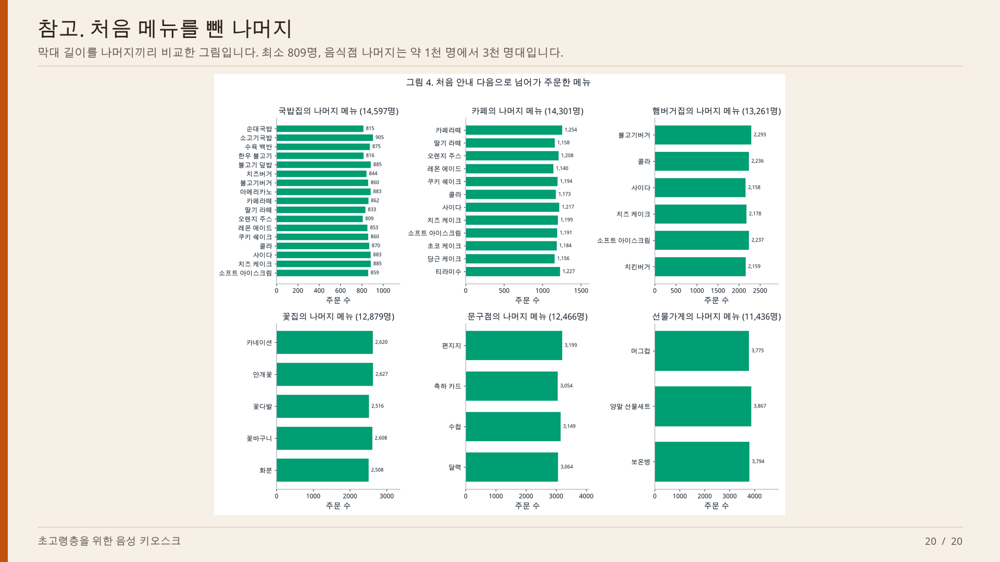 참고. 처음 메뉴를 뺀 나머지
막대 길이를 나머지끼리 비교한 그림입니다. 최소 809명, 음식점 나머지는 약 1천 명에서 3천 명대입니다.
그림 4. 처음 안내 다음으로 넘어가 주문한 메뉴
국밥집의 나머지 메뉴 (14,597명)
순대국밥 815
소고기국밥 905
수육 백반 875
한우 불고기 816
불고기 덮밥 885
치즈버거 844
불고기버거 860
아메리카노 883
카페라떼 862
딸기 라떼 833
오렌지 주스 809
레몬 에이드 853
쿠키 쉐이크 860
콜라 870
사이다 883
치즈 케이크 885
소프트 아이스크림 859
0 200 400 600 800 1000
주문 수
카페의 나머지 메뉴 (14,301명)
카페라떼 1,254
딸기 라떼 1,158
오렌지 주스 1,208
레몬 에이드 1,140
쿠키 쉐이크 1,194
콜라 1,173
사이다 1,217
치즈 케이크 1,199
소프트 아이스크림 1,191
초코 케이크 1,184
당근 케이크 1,156
티라미수 1,227
0 500 1000 1500
주문 수
햄버거집의 나머지 메뉴 (13,261명)
불고기버거 2,293
콜라 2,236
사이다 2,158
치즈 케이크 2,178
소프트 아이스크림 2,237
치킨버거 2,159
0 500 1000 1500 2000 2500
주문 수
꽃집의 나머지 메뉴 (12,879명)
카네이션 2,620
안개꽃 2,627
꽃다발 2,516
꽃바구니 2,608
화분 2,508
0 1000 2000 3000
주문 수
문구점의 나머지 메뉴 (12,466명)
편지지 3,199
축하 카드 3,054
수첩 3,149
달력 3,064
0 1000 2000 3000 4000
주문 수
선물가게의 나머지 메뉴 (11,436명)
머그컵 3,775
양말 선물세트 3,867
보온병 3,794
0 1000 2000 3000 4000
주문 수
초고령층을 위한 음성 키오스크
20 / 20